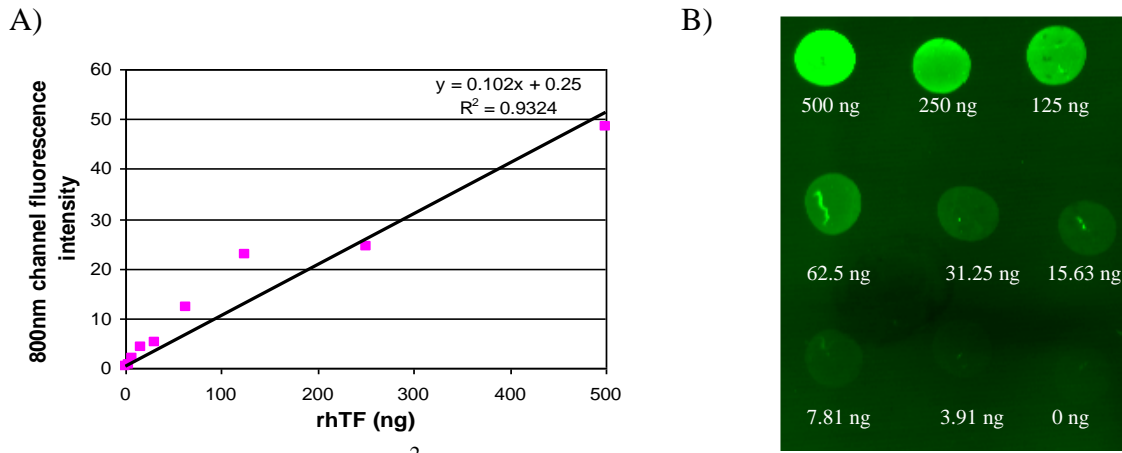 A)
B)
60
50
40
30
20
10
0
y = 0.102x + 0.25
R² = 0.9324
800nm channel fluorescence
intensity
0 100 200 300 400 500
rhTF (ng)
2
500 ng 250 ng 125 ng
62.5 ng 31.25 ng 15.63 ng
7.81 ng 3.91 ng 0 ng